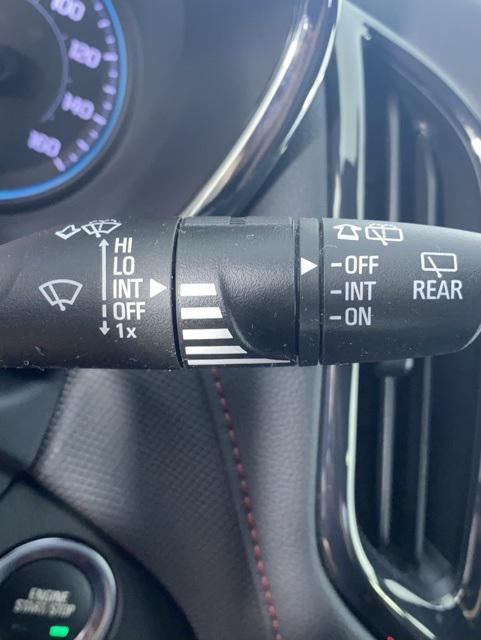 100
120
140
160
HI
LO
INT
OFF
1x
-OFF
-INT
-ON
REAR
ENGINE
START/STOP